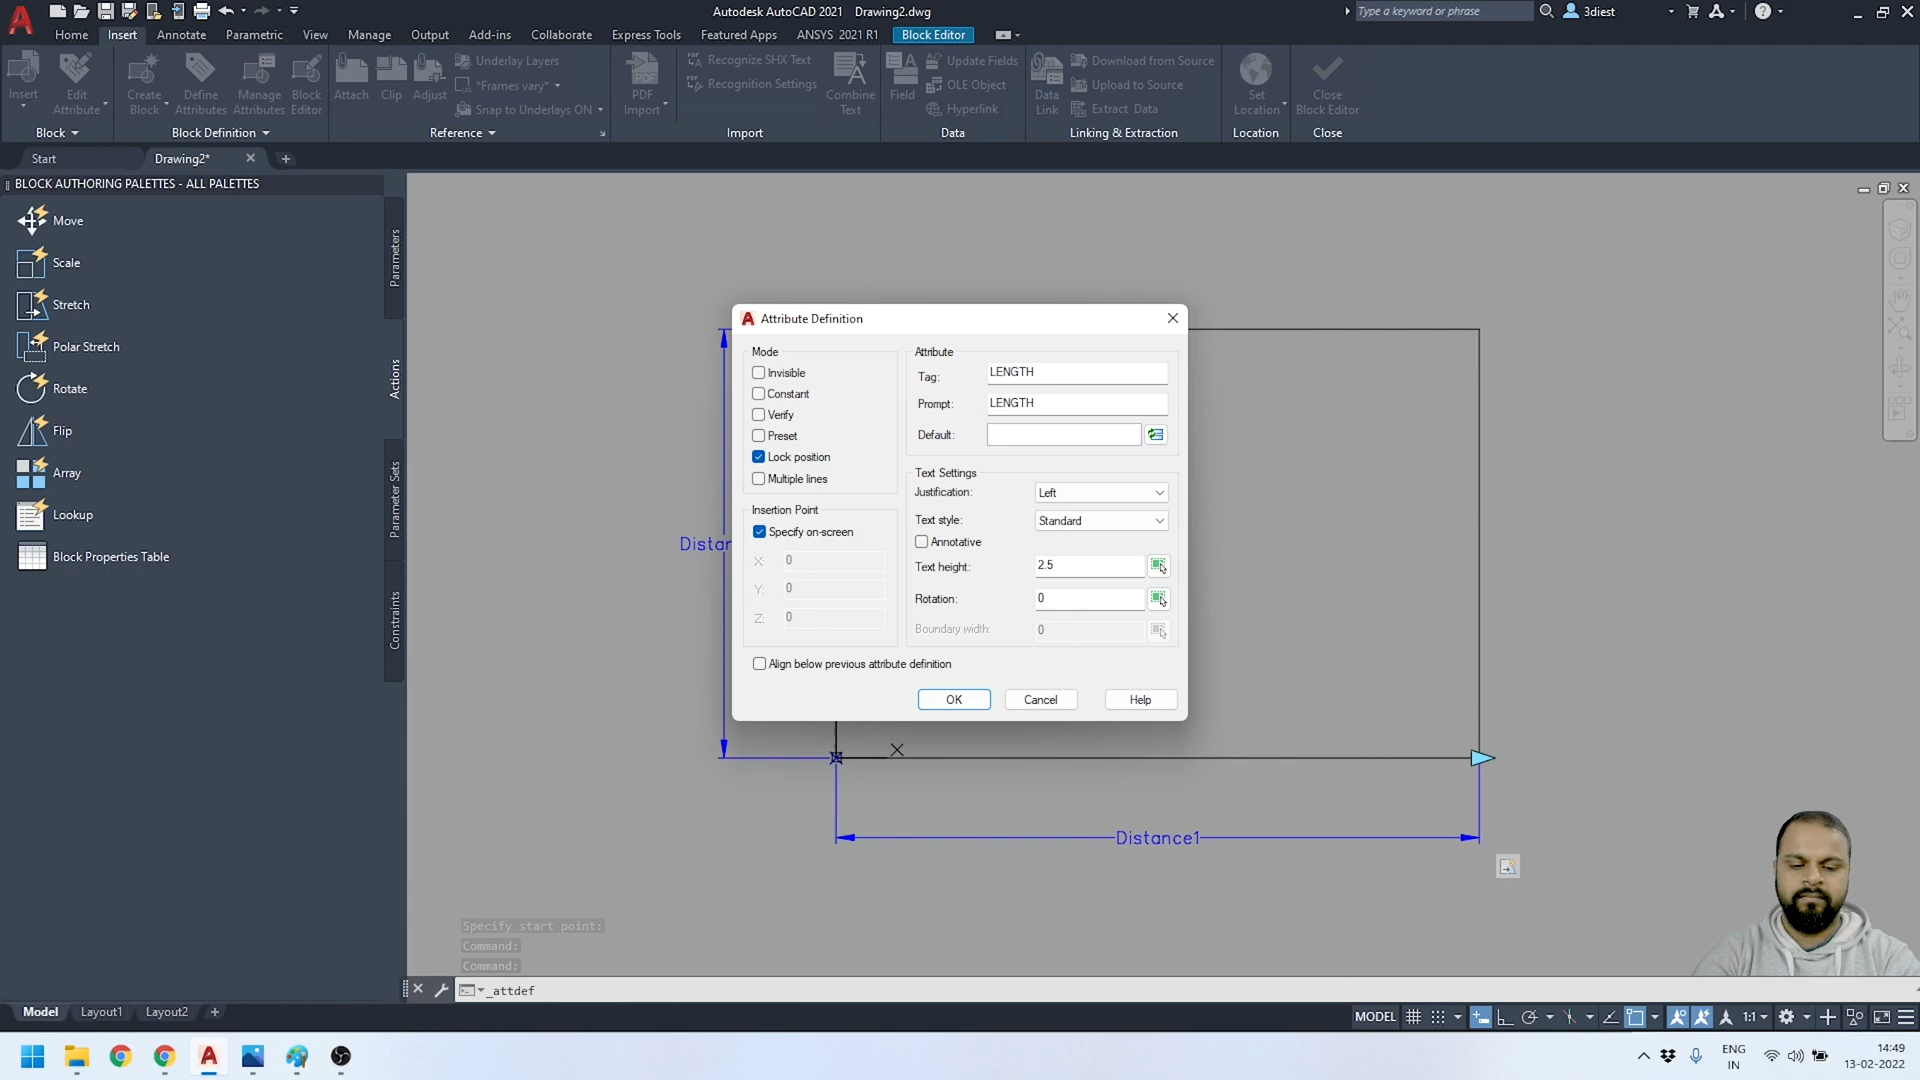 Autodesk AutoCAD 2021 Drawing2.dwg
Type a keyword or phrase
3diest
Home Insert Annotate Parametric View Manage Output Add-ins Collaborate Express Tools Featured Apps ANSYS 2021 R1 Block Editor
Insert
Edit Attribute
Create Block
Define Attributes
Manage Attributes
Block Editor
Attach
Clip
Adjust
Underlay Layers
*Frames vary*
Snap to Underlays ON
PDF
PDF Import
Recognize SHX Text
Recognition Settings
Combine Text
Field
Update Fields
OLE Object
Hyperlink
Data Link
Download from Source
Upload to Source
Extract Data
Set Location
Close Block Editor
Block Block Definition Reference Import Data Linking & Extraction Location Close
Start Drawing2*
BLOCK AUTHORING PALETTES - ALL PALETTES
Move
Scale
Stretch
Polar Stretch
Rotate
Flip
Array
Lookup
Block Properties Table
Parameters
Actions
Parameter Sets
Constraints
Attribute Definition
Mode
Invisible
Constant
Verify
Preset
Lock position
Multiple lines
Insertion Point
Specify on-screen
X: 0
Y: 0
Z: 0
Attribute
Tag: LENGTH
Prompt: LENGTH
Default:
Text Settings
Justification: Left
Text style: Standard
Annotative
Text height: 2.5
Rotation: 0
Boundary width: 0
Align below previous attribute definition
OK Cancel Help
Distan
X
Distance1
Specify start point:
Command:
Command:
_attdef
Model Layout1 Layout2
MODEL 1:1
ENG
IN
14:49
13-02-2022